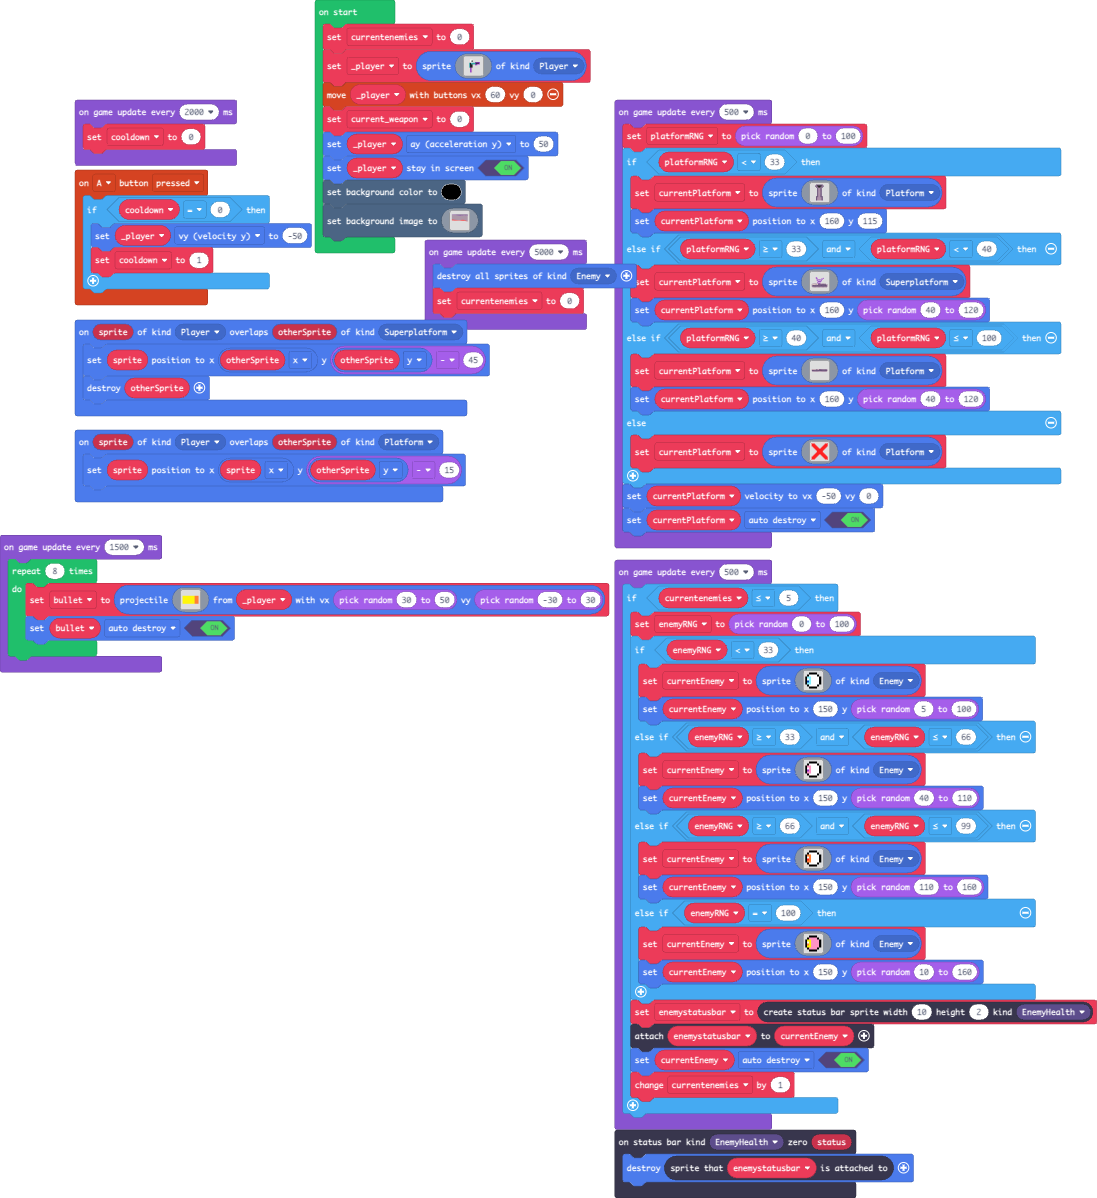 on start
set currentenemies to 0
set _player to sprite of kind Player
move _player with buttons vx 60 vy 0
set current_weapon to 0
set _player ay (acceleration y) to 50
set _player stay in screen ON
set background color to
set background image to
on game update every 2000 ms
set cooldown to 0
on A button pressed
if cooldown = 0 then
set _player vy (velocity y) to -50
set cooldown to 1
on game update every 5000 ms
destroy all sprites of kind Enemy
set currentenemies to 0
on sprite of kind Player overlaps otherSprite of kind Superplatform
set sprite position to x otherSprite x y otherSprite y - 45
destroy otherSprite
on sprite of kind Player overlaps otherSprite of kind Platform
set sprite position to x sprite x y otherSprite y - 15
on game update every 1500 ms
repeat 8 times
do
set bullet to projectile from _player with vx pick random 30 to 50 vy pick random -30 to 30
set bullet auto destroy ON
on game update every 500 ms
set platformRNG to pick random 0 to 100
if platformRNG < 33 then
set currentPlatform to sprite of kind Platform
set currentPlatform position to x 160 y 115
else if platformRNG ≥ 33 and platformRNG < 40 then
set currentPlatform to sprite of kind Superplatform
set currentPlatform position to x 160 y pick random 40 to 120
else if platformRNG ≥ 40 and platformRNG ≤ 100 then
set currentPlatform to sprite of kind Platform
set currentPlatform position to x 160 y pick random 40 to 120
else
set currentPlatform to sprite of kind Platform
set currentPlatform velocity to vx -50 vy 0
set currentPlatform auto destroy ON
on game update every 500 ms
if currentenemies ≤ 5 then
set enemyRNG to pick random 0 to 100
if enemyRNG < 33 then
set currentEnemy to sprite of kind Enemy
set currentEnemy position to x 150 y pick random 5 to 100
else if enemyRNG ≥ 33 and enemyRNG ≤ 66 then
set currentEnemy to sprite of kind Enemy
set currentEnemy position to x 150 y pick random 40 to 110
else if enemyRNG ≥ 66 and enemyRNG ≤ 99 then
set currentEnemy to sprite of kind Enemy
set currentEnemy position to x 150 y pick random 110 to 160
else if enemyRNG = 100 then
set currentEnemy to sprite of kind Enemy
set currentEnemy position to x 150 y pick random 10 to 160
set enemystatusbar to create status bar sprite width 10 height 2 kind EnemyHealth
attach enemystatusbar to currentEnemy
set currentEnemy auto destroy ON
change currentenemies by 1
on status bar kind EnemyHealth zero status
destroy sprite that enemystatusbar is attached to